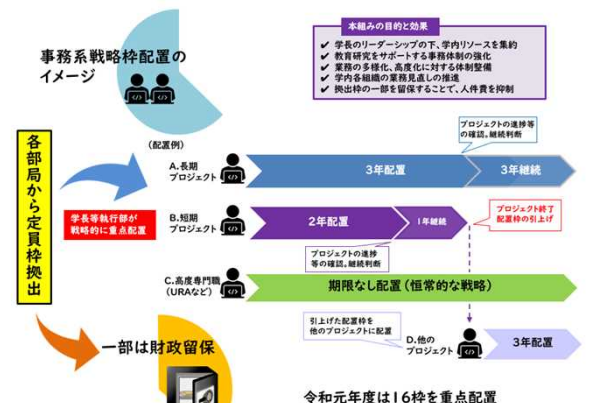 事務系戦略枠配置の
イメージ
本組みの目的と効果
✔ 学長のリーダーシップの下、学内リソースを集約
✔ 教育研究をサポートする事務体制の強化
✔ 業務の多様化、高度化に対する体制整備
✔ 学内各組織の業務見直しの推進
✔ 拠出枠の一部を留保することで、人件費を抑制
各部局から定員枠拠出
学長等執行部が
戦略的に重点配置
(配置例)
A.長期
プロジェクト
3年配置
プロジェクトの進捗等
の確認。継続判断
3年継続
B.短期
プロジェクト
2年配置
1年継続
プロジェクト終了
配置枠の引上げ
プロジェクトの進捗
等の確認。継続判断
C.高度専門職
(URAなど)
期限なし配置(恒常的な戦略)
引上げた配置枠を
他のプロジェクトに配置
D.他の
プロジェクト
3年配置
一部は財政留保
令和元年度は16枠を重点配置